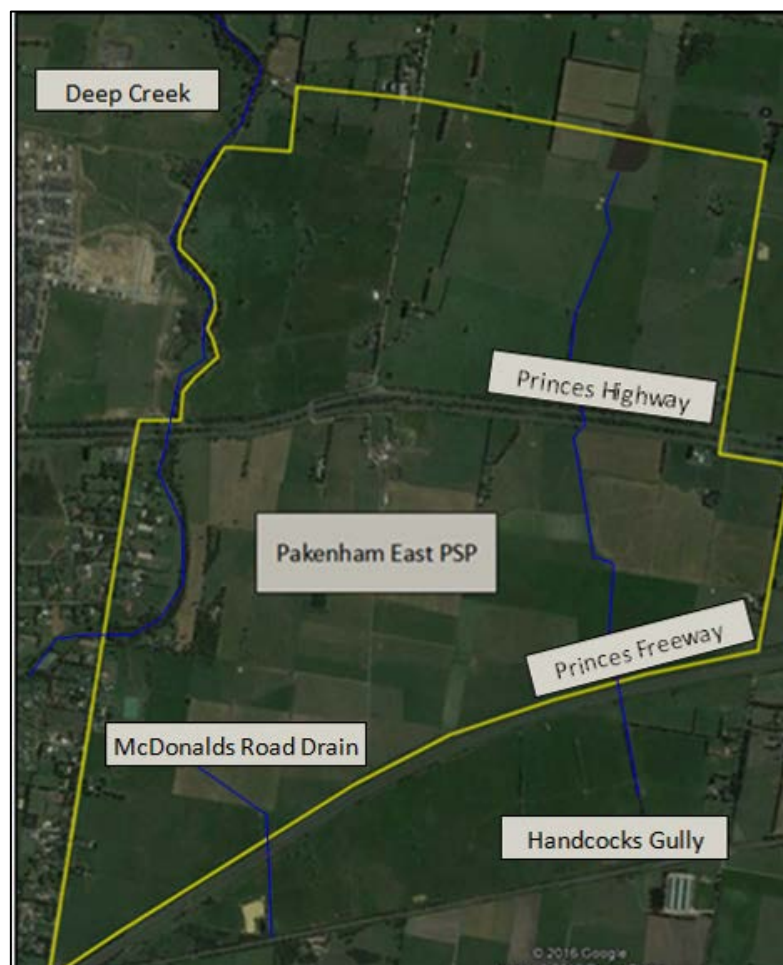 Deep Creek
Princes Highway
Pakenham East PSP
Princes Freeway
McDonalds Road Drain
Handcocks Gully
© 2016 Google